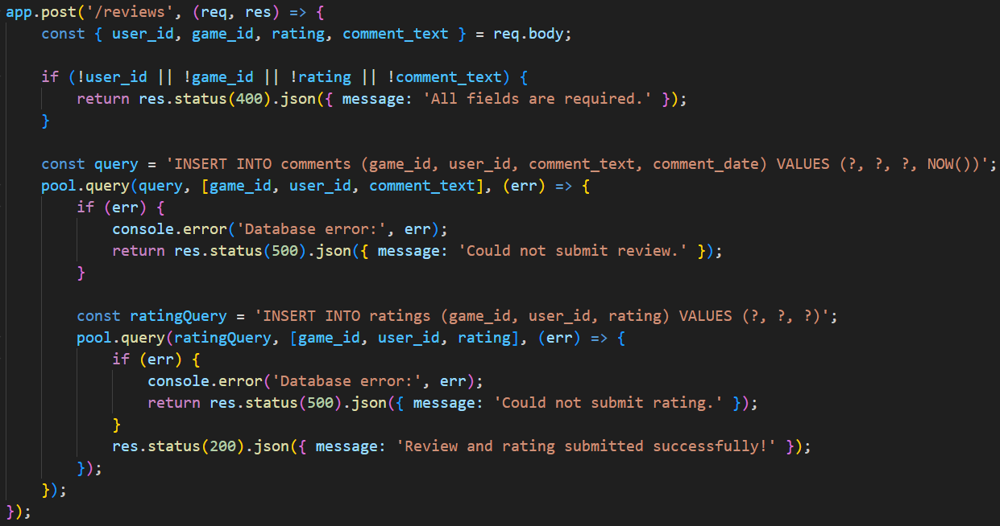 app.post('/reviews', (req, res) => {
    const { user_id, game_id, rating, comment_text } = req.body;

    if (!user_id || !game_id || !rating || !comment_text) {
        return res.status(400).json({ message: 'All fields are required.' });
    }

    const query = 'INSERT INTO comments (game_id, user_id, comment_text, comment_date) VALUES (?, ?, ?, NOW())';
    pool.query(query, [game_id, user_id, comment_text], (err) => {
        if (err) {
            console.error('Database error:', err);
            return res.status(500).json({ message: 'Could not submit review.' });
        }

        const ratingQuery = 'INSERT INTO ratings (game_id, user_id, rating) VALUES (?, ?, ?)';
        pool.query(ratingQuery, [game_id, user_id, rating], (err) => {
            if (err) {
                console.error('Database error:', err);
                return res.status(500).json({ message: 'Could not submit rating.' });
            }
            res.status(200).json({ message: 'Review and rating submitted successfully!' });
        });
    });
});